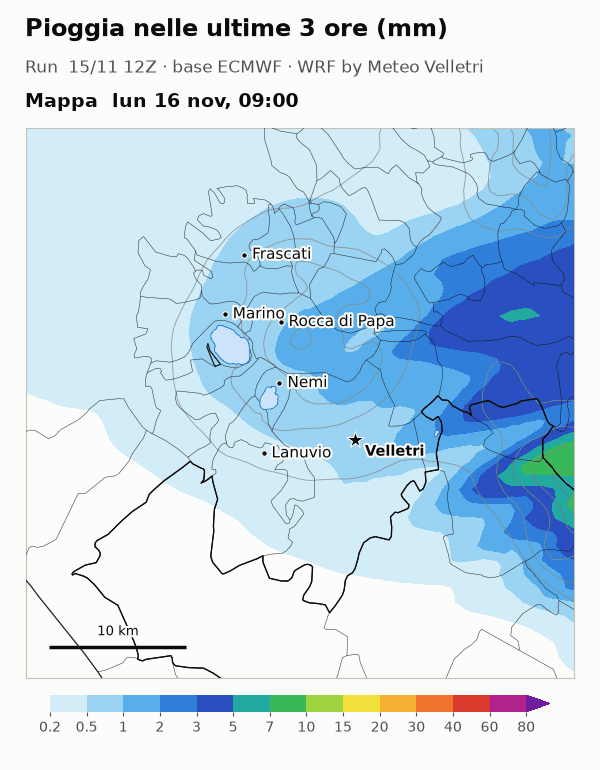 Pioggia nelle ultime 3 ore (mm)
Run  15/11 12Z · base ECMWF · WRF by Meteo Velletri
Mappa  lun 16 nov, 09:00
Frascati
Marino
Rocca di Papa
Nemi
Velletri
Lanuvio
10 km
0.2 0.5 1 2 3 5 7 10 15 20 30 40 60 80